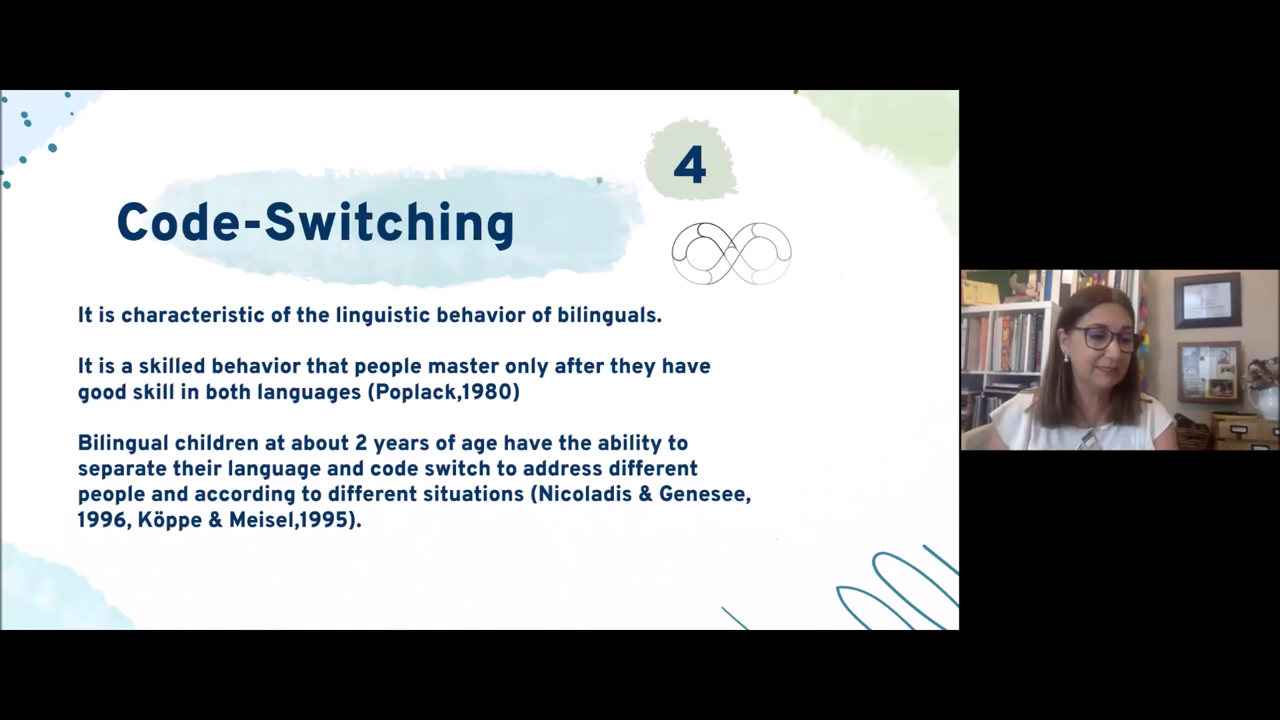 4
Code-Switching
It is characteristic of the linguistic behavior of bilinguals.
It is a skilled behavior that people master only after they have
good skill in both languages (Poplack,1980)
Bilingual children at about 2 years of age have the ability to
separate their language and code switch to address different
people and according to different situations (Nicoladis & Genesee,
1996, Köppe & Meisel,1995).